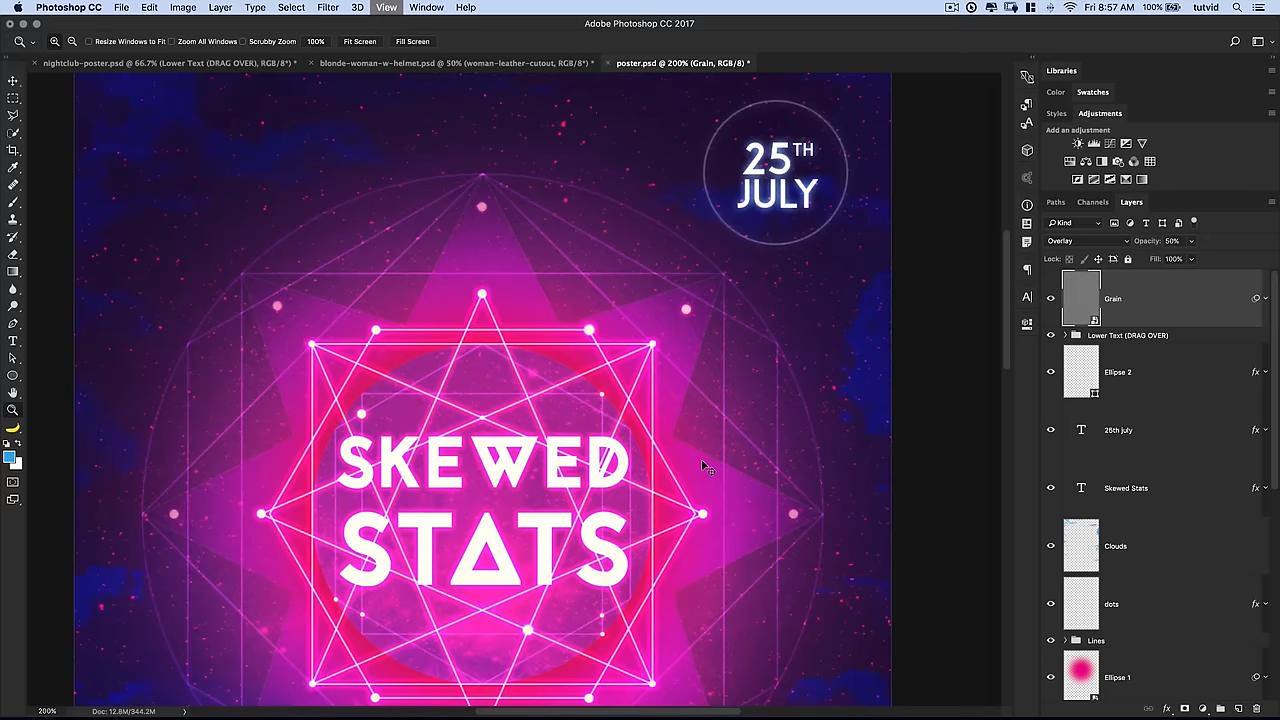 Photoshop CC File Edit Image Layer Type Select Filter 3D View Window Help Fri 8:57 AM 100% tutvid
Adobe Photoshop CC 2017
Resize Windows to Fit Zoom All Windows Scrubby Zoom 100% Fit Screen Fill Screen
nightclub-poster.psd @ 66.7% (Lower Text (DRAG OVER), RGB/8) * blonde-woman-w-helmet.psd @ 50% (woman-leather-cutout, RGB/8) * poster.psd @ 200% (Grain, RGB/8) *
Libraries
Color Swatches
Styles Adjustments
Add an adjustment
Paths Channels Layers
Kind
Overlay Opacity: 50%
Lock: Fill: 100%
Grain
Lower Text (DRAG OVER)
Ellipse 2 fx
T 25th july fx
T Skewed Stats fx
Clouds
dots fx
Lines
Ellipse 1
25TH
JULY
SKEWED
STATS
200% Doc: 12.8M/344.2M